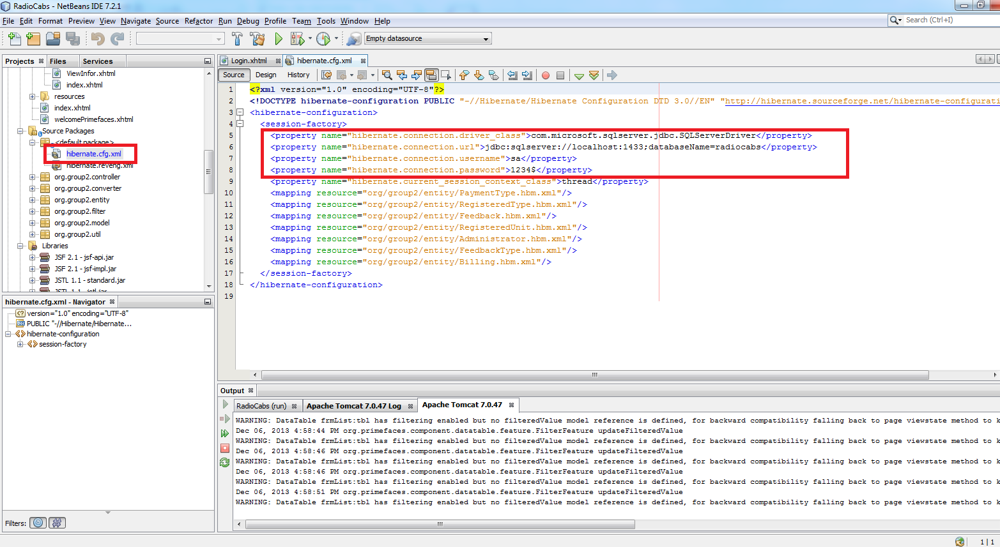 RadioCabs - NetBeans IDE 7.2.1
File Edit Format Preview View Navigate Source Refactor Run Debug Profile Team Tools Window Help
Search (Ctrl+I)
Empty datasource
Projects Files Services
ViewInfor.xhtml
index.xhtml
resources
index.xhtml
welcomePrimefaces.xhtml
Source Packages
<default package>
hibernate.cfg.xml
hibernate.reveng.xml
org.group2.controller
org.group2.converter
org.group2.entity
org.group2.filter
org.group2.model
org.group2.util
Libraries
JSF 2.1 - jsf-api.jar
JSF 2.1 - jsf-impl.jar
JSTL 1.1 - standard.jar
JSTL 1.1 - jstl.jar
hibernate.cfg.xml - Navigator
version="1.0" encoding="UTF-8"
PUBLIC "-//Hibernate/Hibernate...
hibernate-configuration
session-factory
Filters:
Login.xhtml hibernate.cfg.xml
Source Design History
1 <?xml version="1.0" encoding="UTF-8"?>
2 <!DOCTYPE hibernate-configuration PUBLIC "-//Hibernate/Hibernate Configuration DTD 3.0//EN" "http://hibernate.sourceforge.net/hibernate-configurati
3 <hibernate-configuration>
4 <session-factory>
5 <property name="hibernate.connection.driver_class">com.microsoft.sqlserver.jdbc.SQLServerDriver</property>
6 <property name="hibernate.connection.url">jdbc:sqlserver://localhost:1433;databaseName=radiocabs</property>
7 <property name="hibernate.connection.username">sa</property>
8 <property name="hibernate.connection.password">1234$</property>
9 <property name="hibernate.current_session_context_class">thread</property>
10 <mapping resource="org/group2/entity/PaymentType.hbm.xml"/>
11 <mapping resource="org/group2/entity/RegisteredType.hbm.xml"/>
12 <mapping resource="org/group2/entity/Feedback.hbm.xml"/>
13 <mapping resource="org/group2/entity/RegisteredUnit.hbm.xml"/>
14 <mapping resource="org/group2/entity/Administrator.hbm.xml"/>
15 <mapping resource="org/group2/entity/FeedbackType.hbm.xml"/>
16 <mapping resource="org/group2/entity/Billing.hbm.xml"/>
17 </session-factory>
18 </hibernate-configuration>
19
Output
RadioCabs (run) Apache Tomcat 7.0.47 Log Apache Tomcat 7.0.47
WARNING: DataTable frmList:tbl has filtering enabled but no filteredValue model reference is defined, for backward compatibility falling back to page viewstate method to k
Dec 06, 2013 4:58:44 PM org.primefaces.component.datatable.feature.FilterFeature updateFilteredValue
WARNING: DataTable frmList:tbl has filtering enabled but no filteredValue model reference is defined, for backward compatibility falling back to page viewstate method to k
Dec 06, 2013 4:58:46 PM org.primefaces.component.datatable.feature.FilterFeature updateFilteredValue
WARNING: DataTable frmList:tbl has filtering enabled but no filteredValue model reference is defined, for backward compatibility falling back to page viewstate method to k
Dec 06, 2013 4:58:46 PM org.primefaces.component.datatable.feature.FilterFeature updateFilteredValue
WARNING: DataTable frmList:tbl has filtering enabled but no filteredValue model reference is defined, for backward compatibility falling back to page viewstate method to k
Dec 06, 2013 4:58:51 PM org.primefaces.component.datatable.feature.FilterFeature updateFilteredValue
WARNING: DataTable frmList:tbl has filtering enabled but no filteredValue model reference is defined, for backward compatibility falling back to page viewstate method to k
1 | 1